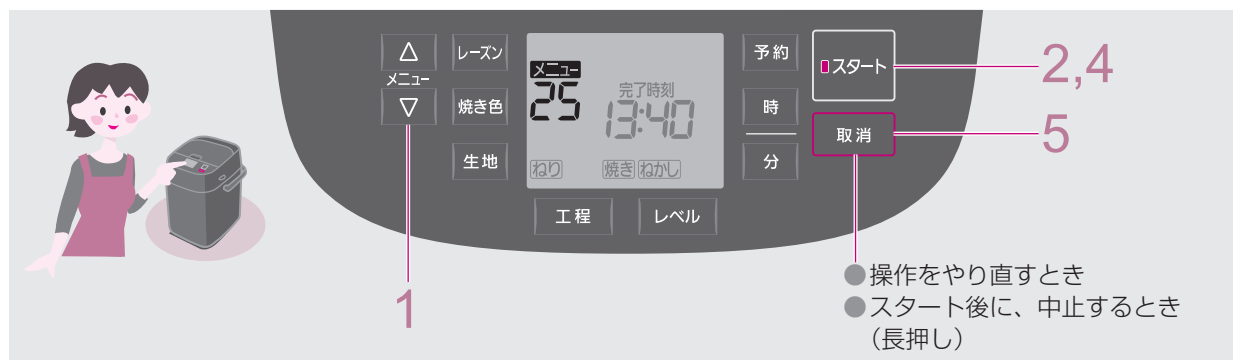 メニュー
レーズン
焼き色
生地
メニュー
25
完了時刻
13:40
ねり 焼き ねかし
工程
レベル
予約
時
分
スタート
取消
2,4
5
1
●操作をやり直すとき
●スタート後に、中止するとき
（長押し）